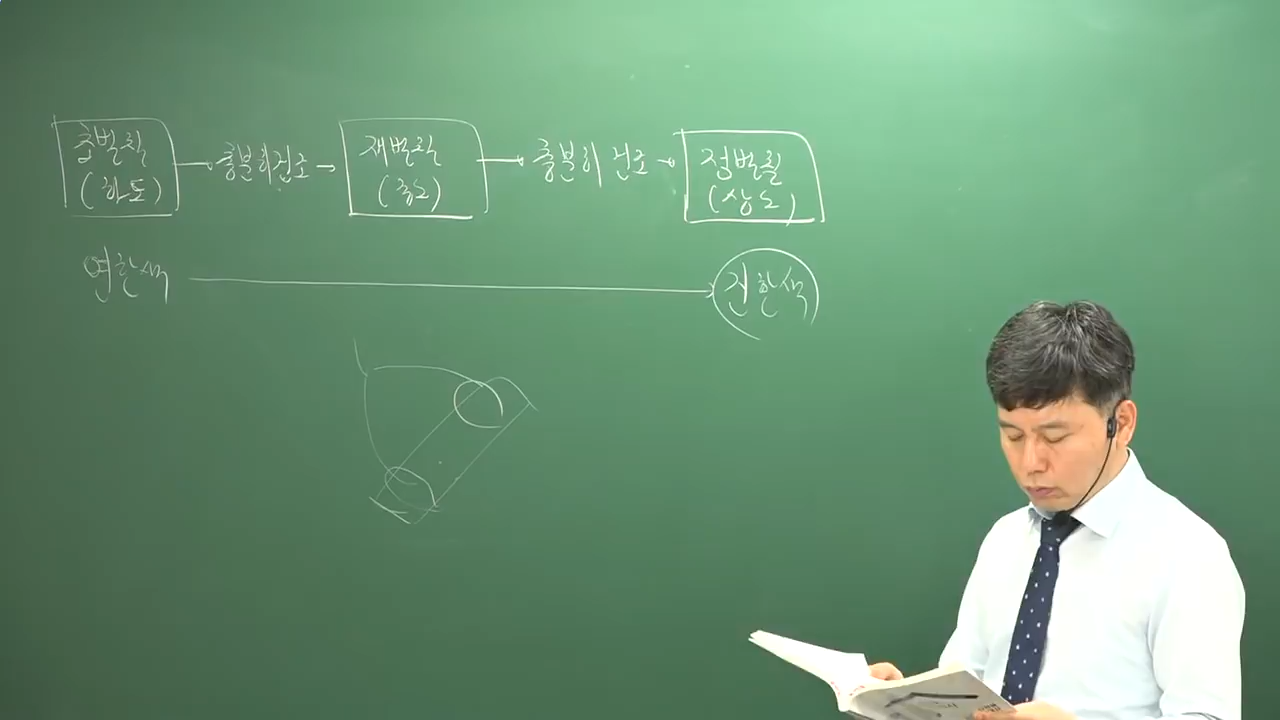 초벌칠 → 충분히 건조 → 재벌칠 → 충분히 건조 → 정벌칠
(하도) (중도) (상도)
연한색 → 진한색